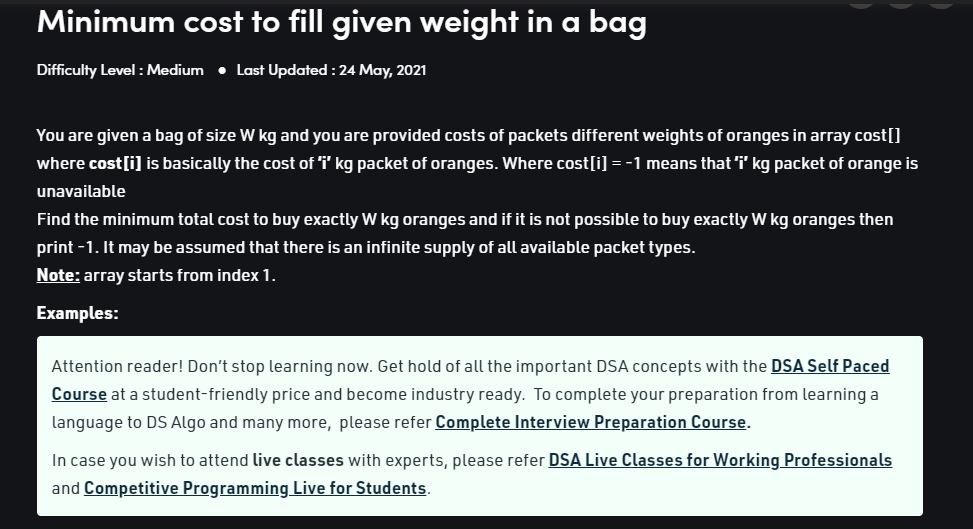 Minimum cost to fill given weight in a bag
Difficulty Level : Medium ● Last Updated : 24 May, 2021
You are given a bag of size W kg and you are provided costs of packets different weights of oranges in array cost[]
where cost[i] is basically the cost of ‘i’ kg packet of oranges. Where cost[i] = -1 means that ‘i’ kg packet of orange is
unavailable
Find the minimum total cost to buy exactly W kg oranges and if it is not possible to buy exactly W kg oranges then
print -1. It may be assumed that there is an infinite supply of all available packet types.
Note: array starts from index 1.
Examples:
Attention reader! Don’t stop learning now. Get hold of all the important DSA concepts with the DSA Self Paced
Course at a student-friendly price and become industry ready.  To complete your preparation from learning a
language to DS Algo and many more,  please refer Complete Interview Preparation Course.
In case you wish to attend live classes with experts, please refer DSA Live Classes for Working Professionals
and Competitive Programming Live for Students.